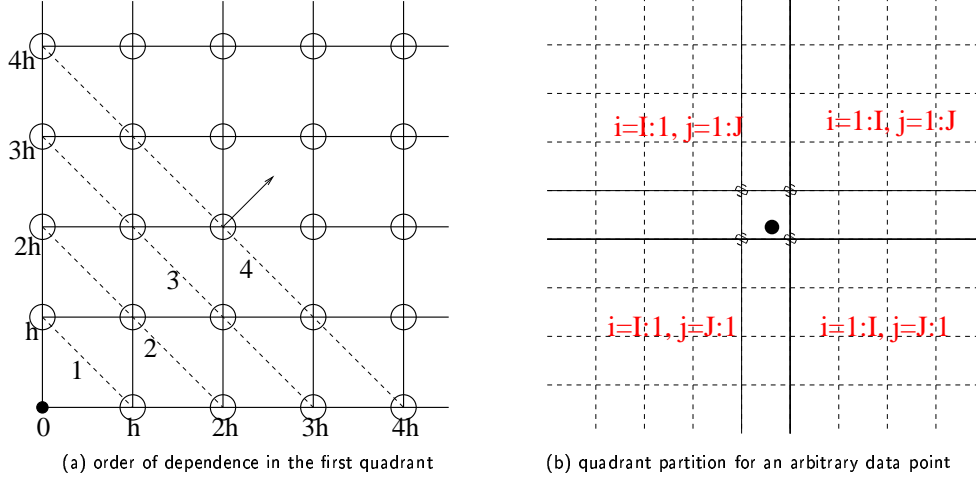 4h
3h
2h
h
0
h
2h
3h
4h
1
2
3
4
(a) order of dependence in the first quadrant
i=I:1, j=1:J
i=1:I, j=1:J
i=I:1, j=J:1
i=1:I, j=J:1
(b) quadrant partition for an arbitrary data point